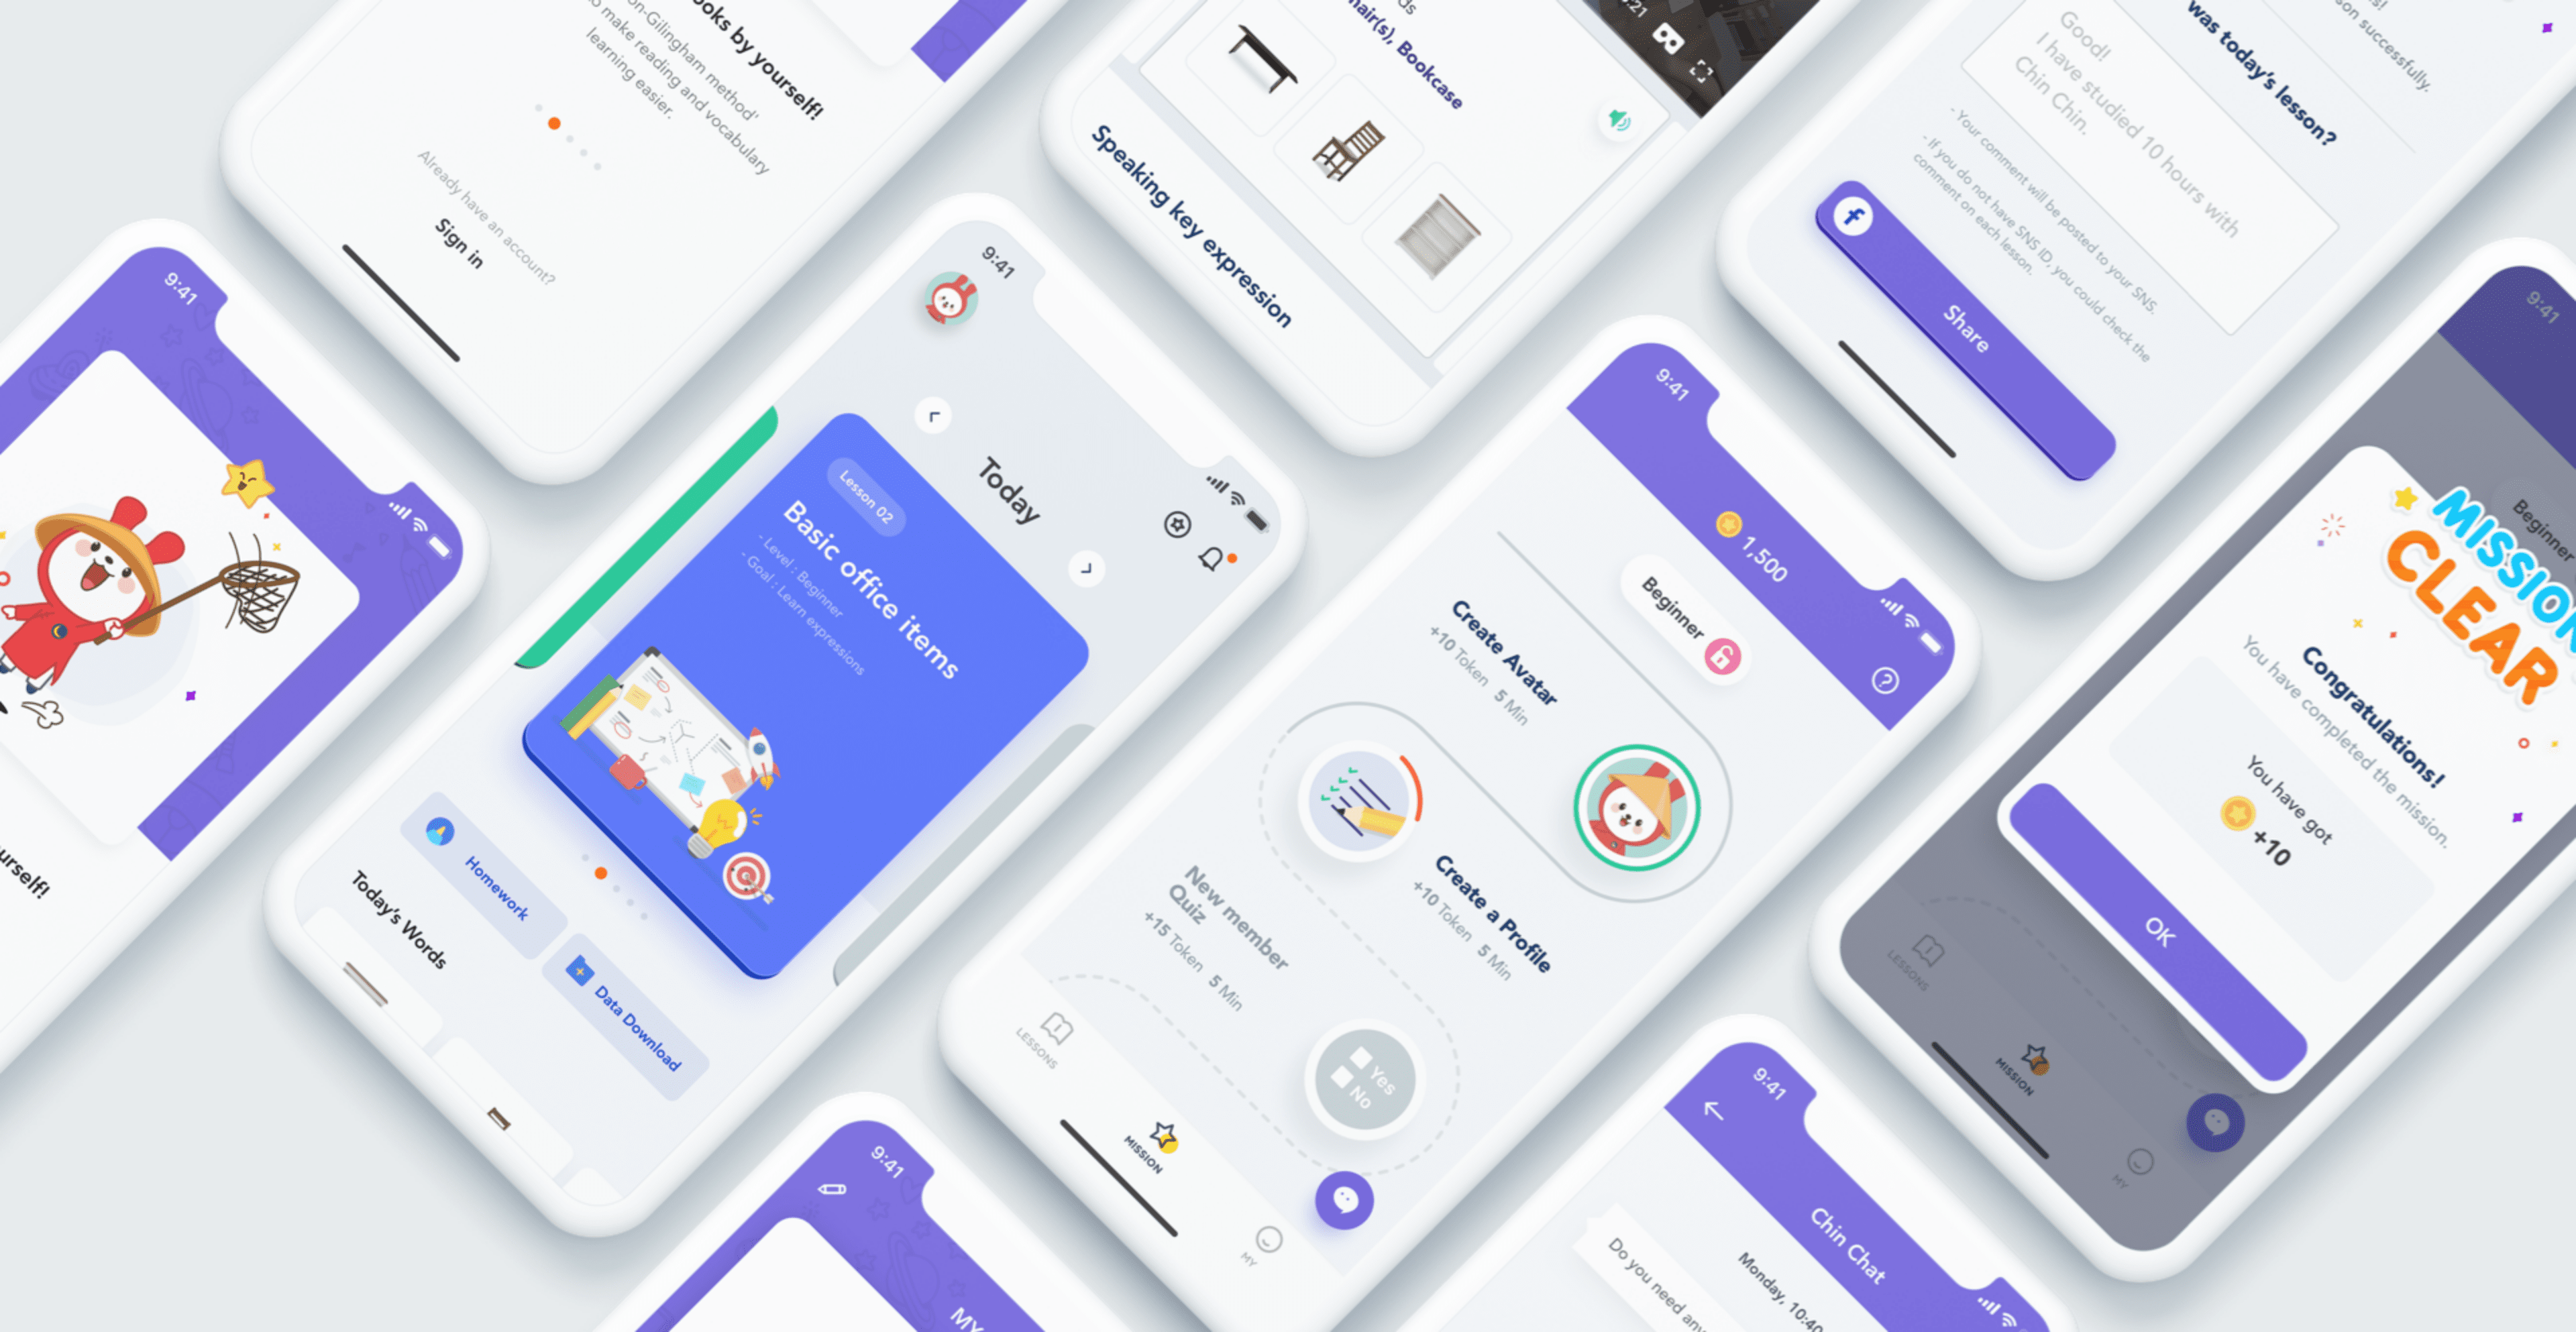 9:41
urself!
ooks by yourself!
on-Gilingham method'
o make reading and vocabulary
learning easier.
Already have an account?
Sign in
9:41
Today
Lesson 02
Basic office items
- Level : Beginner
- Goal : Learn expressions
Homework
Data Download
Today's Words
9:41
MY
:21
ds
hair(s), Bookcase
Speaking key expression
9:41
1,500
Beginner
Create Avatar
+10 Token 5 Min
Create a Profile
+10 Token 5 Min
New member
Quiz
+15 Token 5 Min
Yes
No
LESSONS
MISSION
MY
9:41
Chin Chat
Monday, 10:40
Do you need any
s!
son successfully.
was today's lesson?
Good!
I have studied 10 hours with
Chin Chin.
- Your comment will be posted to your SNS.
- If you do not have SNS ID, you could check the
comment on each lesson.
Share
9:41
Beginner
MISSION
CLEAR
Congratulations!
You have completed the mission.
You have got
+10
OK
LESSONS
MISSION
MY